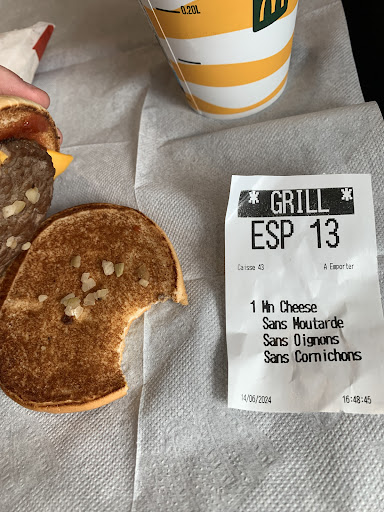 0.20L
M
* GRILL *
ESP 13
Caisse 43 A Emporter
1 Mn Cheese
Sans Moutarde
Sans Oignons
Sans Cornichons
14/06/2024 16:48:45